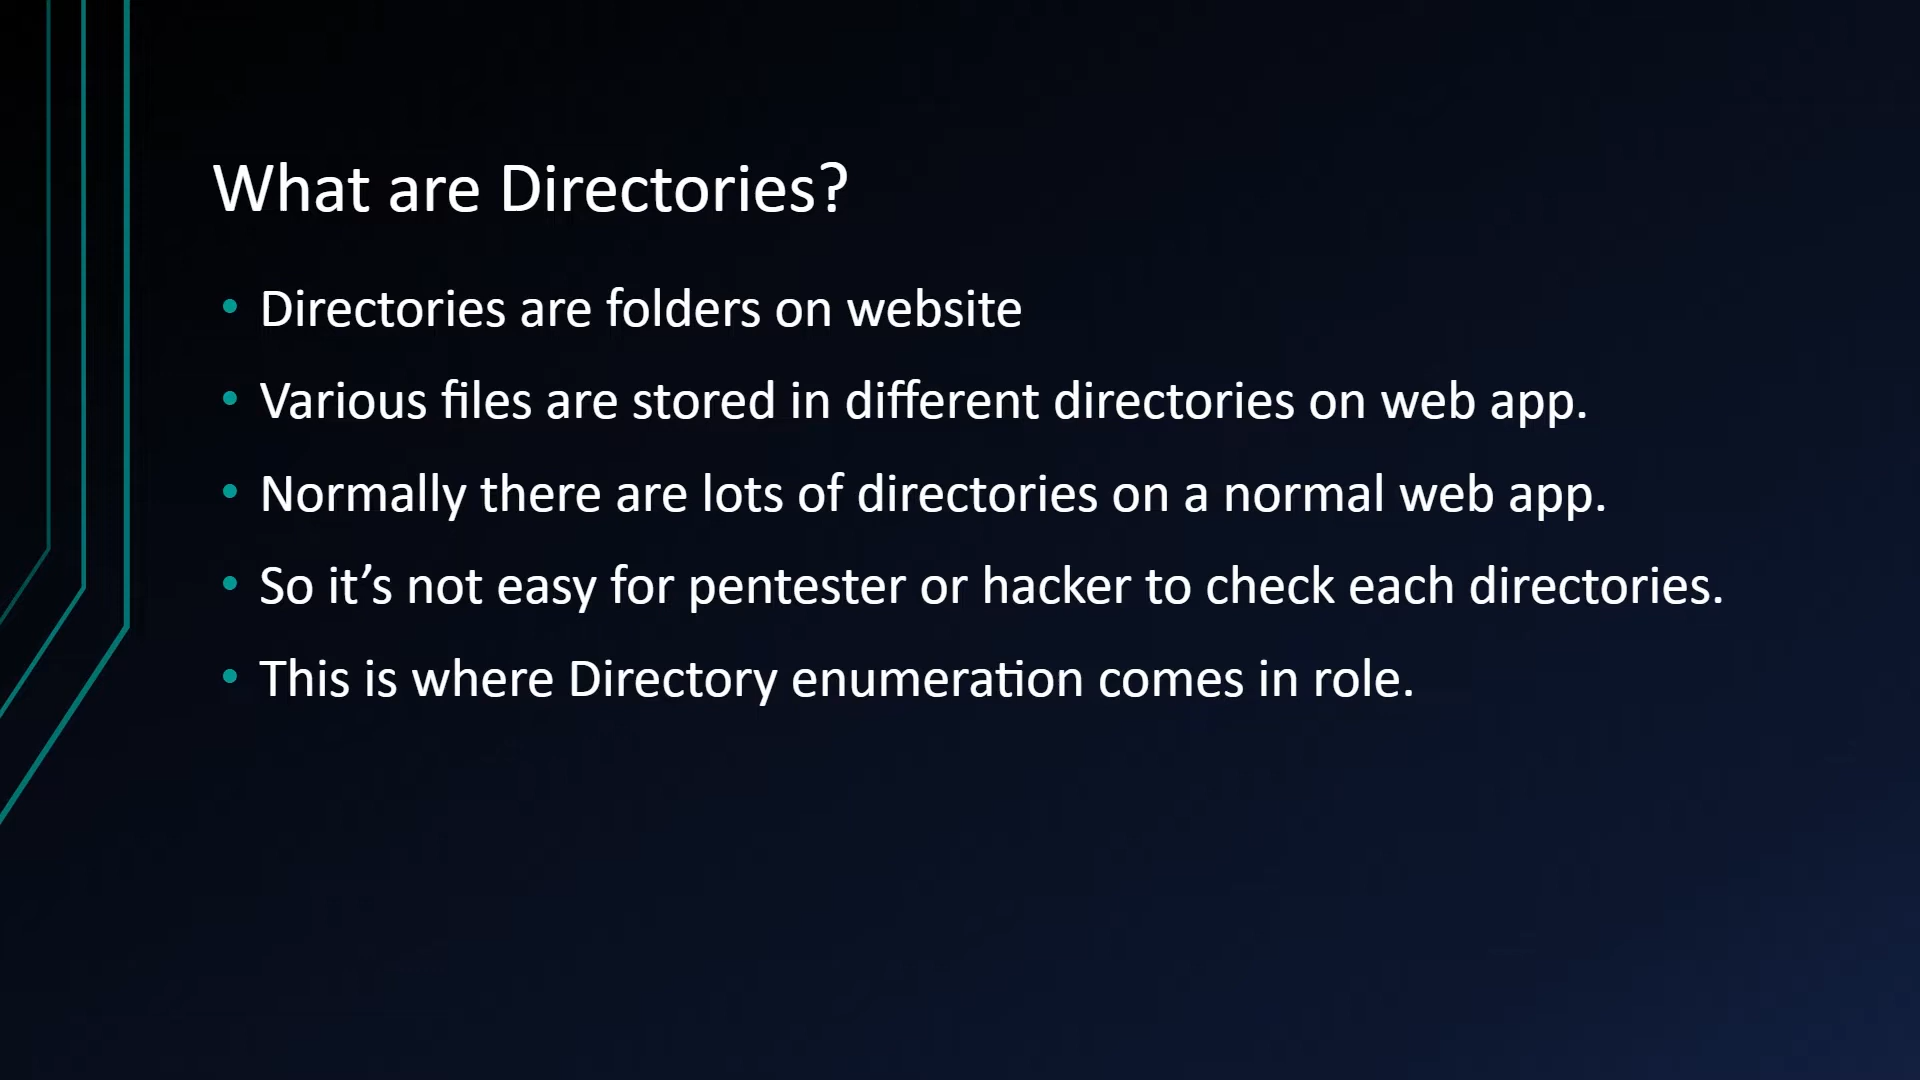 What are Directories?
• Directories are folders on website
• Various files are stored in different directories on web app.
• Normally there are lots of directories on a normal web app.
• So it’s not easy for pentester or hacker to check each directories.
• This is where Directory enumeration comes in role.